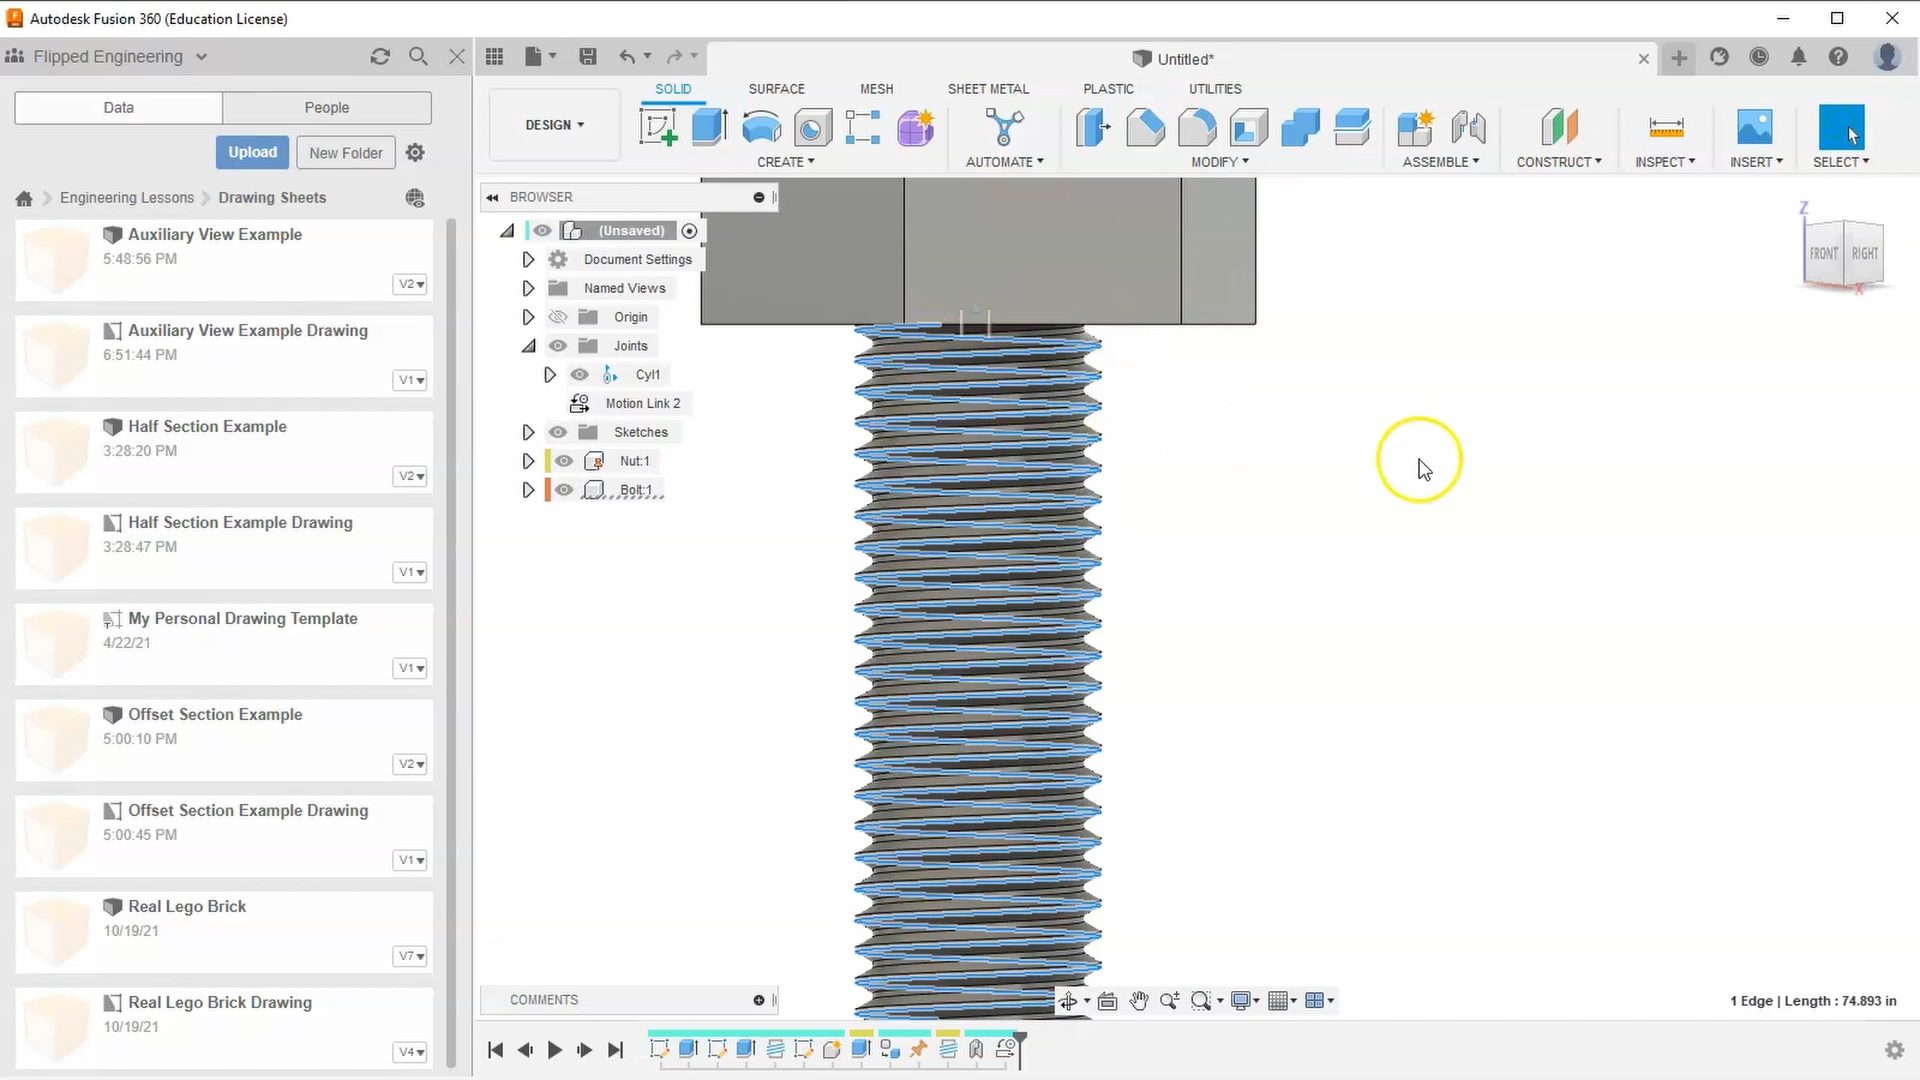 Autodesk Fusion 360 (Education License)
Flipped Engineering
Untitled*
Data
People
Upload
New Folder
Engineering Lessons
Drawing Sheets
Auxiliary View Example
5:48:56 PM
V2
Auxiliary View Example Drawing
6:51:44 PM
V1
Half Section Example
3:28:20 PM
V2
Half Section Example Drawing
3:28:47 PM
V1
My Personal Drawing Template
4/22/21
V1
Offset Section Example
5:00:10 PM
V2
Offset Section Example Drawing
5:00:45 PM
V1
Real Lego Brick
10/19/21
V7
Real Lego Brick Drawing
10/19/21
V4
DESIGN
SOLID
SURFACE
MESH
SHEET METAL
PLASTIC
UTILITIES
CREATE
AUTOMATE
MODIFY
ASSEMBLE
CONSTRUCT
INSPECT
INSERT
SELECT
BROWSER
(Unsaved)
Document Settings
Named Views
Origin
Joints
Cyl1
Motion Link 2
Sketches
Nut:1
Bolt:1
Z
FRONT
RIGHT
X
COMMENTS
1 Edge | Length : 74.893 in